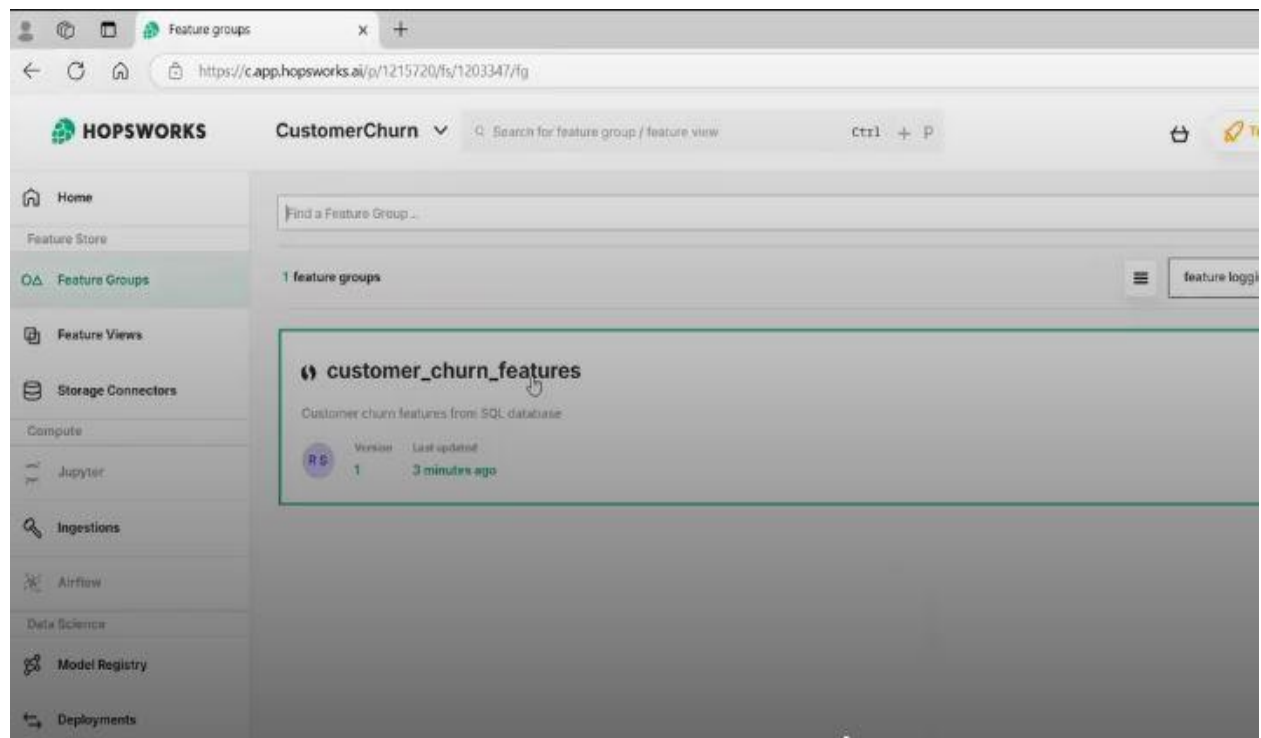 Feature groups
https://c.app.hopsworks.ai/p/1215720/fs/1203347/fg
HOPSWORKS
CustomerChurn
Search for feature group / feature view
Ctrl + P
Home
Find a Feature Group ...
Feature Store
Feature Groups
1 feature groups
Feature Views
customer_churn_features
Storage Connectors
Customer churn features from SQL database
Compute
RS
Version
Last updated
1
3 minutes ago
Jupyter
Ingestions
Airflow
Data Science
Model Registry
Deployments